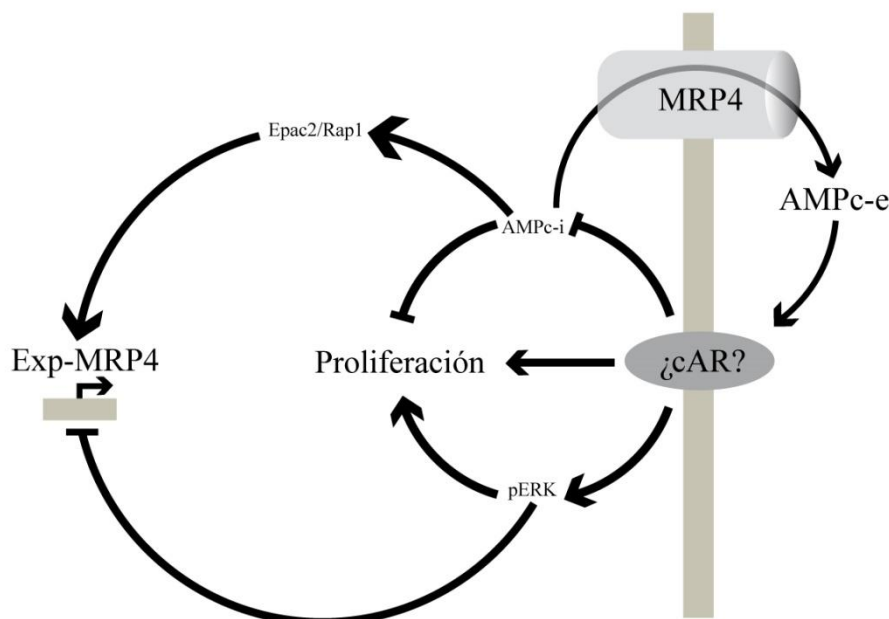 MRP4
Epac2/Rap1
AMPc-e
AMPc-i
Exp-MRP4
Proliferación
¿cAR?
pERK